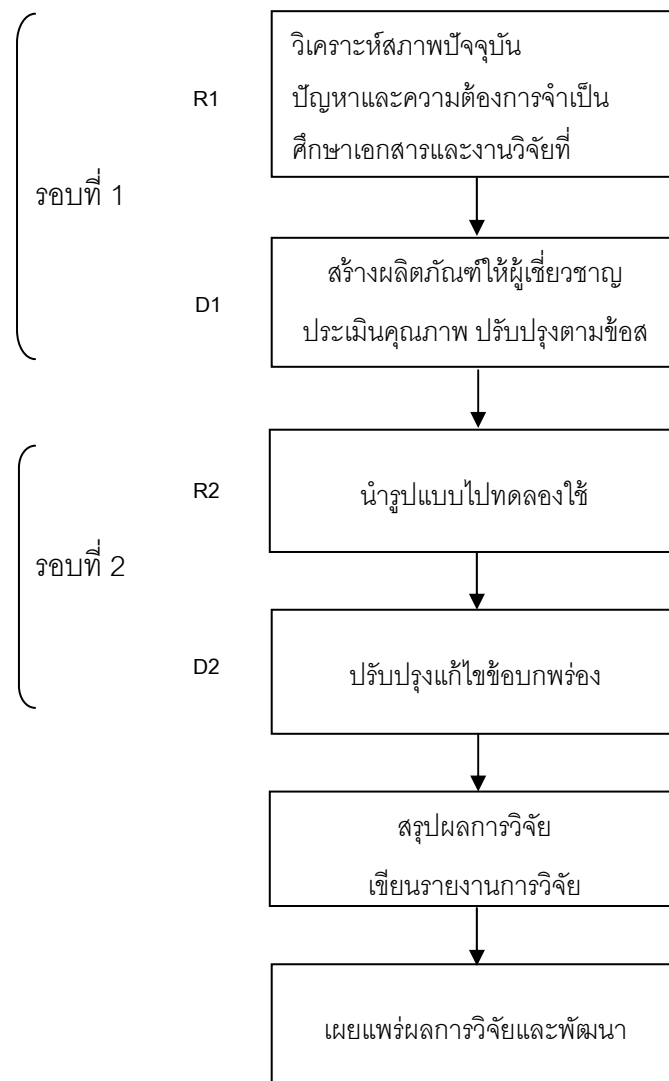 วิเคราะห์สภาพปัจจุบัน
R1
ปัญหาและความต้องการจำเป็น
ศึกษาเอกสารและงานวิจัยที่
รอบที่ 1
สร้างผลิตภัณฑ์ให้ผู้เชี่ยวชาญ
D1
ประเมินคุณภาพ ปรับปรุงตามข้อส
R2
นำรูปแบบไปทดลองใช้
รอบที่ 2
D2
ปรับปรุงแก้ไขข้อบกพร่อง
สรุปผลการวิจัย
เขียนรายงานการวิจัย
เผยแพร่ผลการวิจัยและพัฒนา